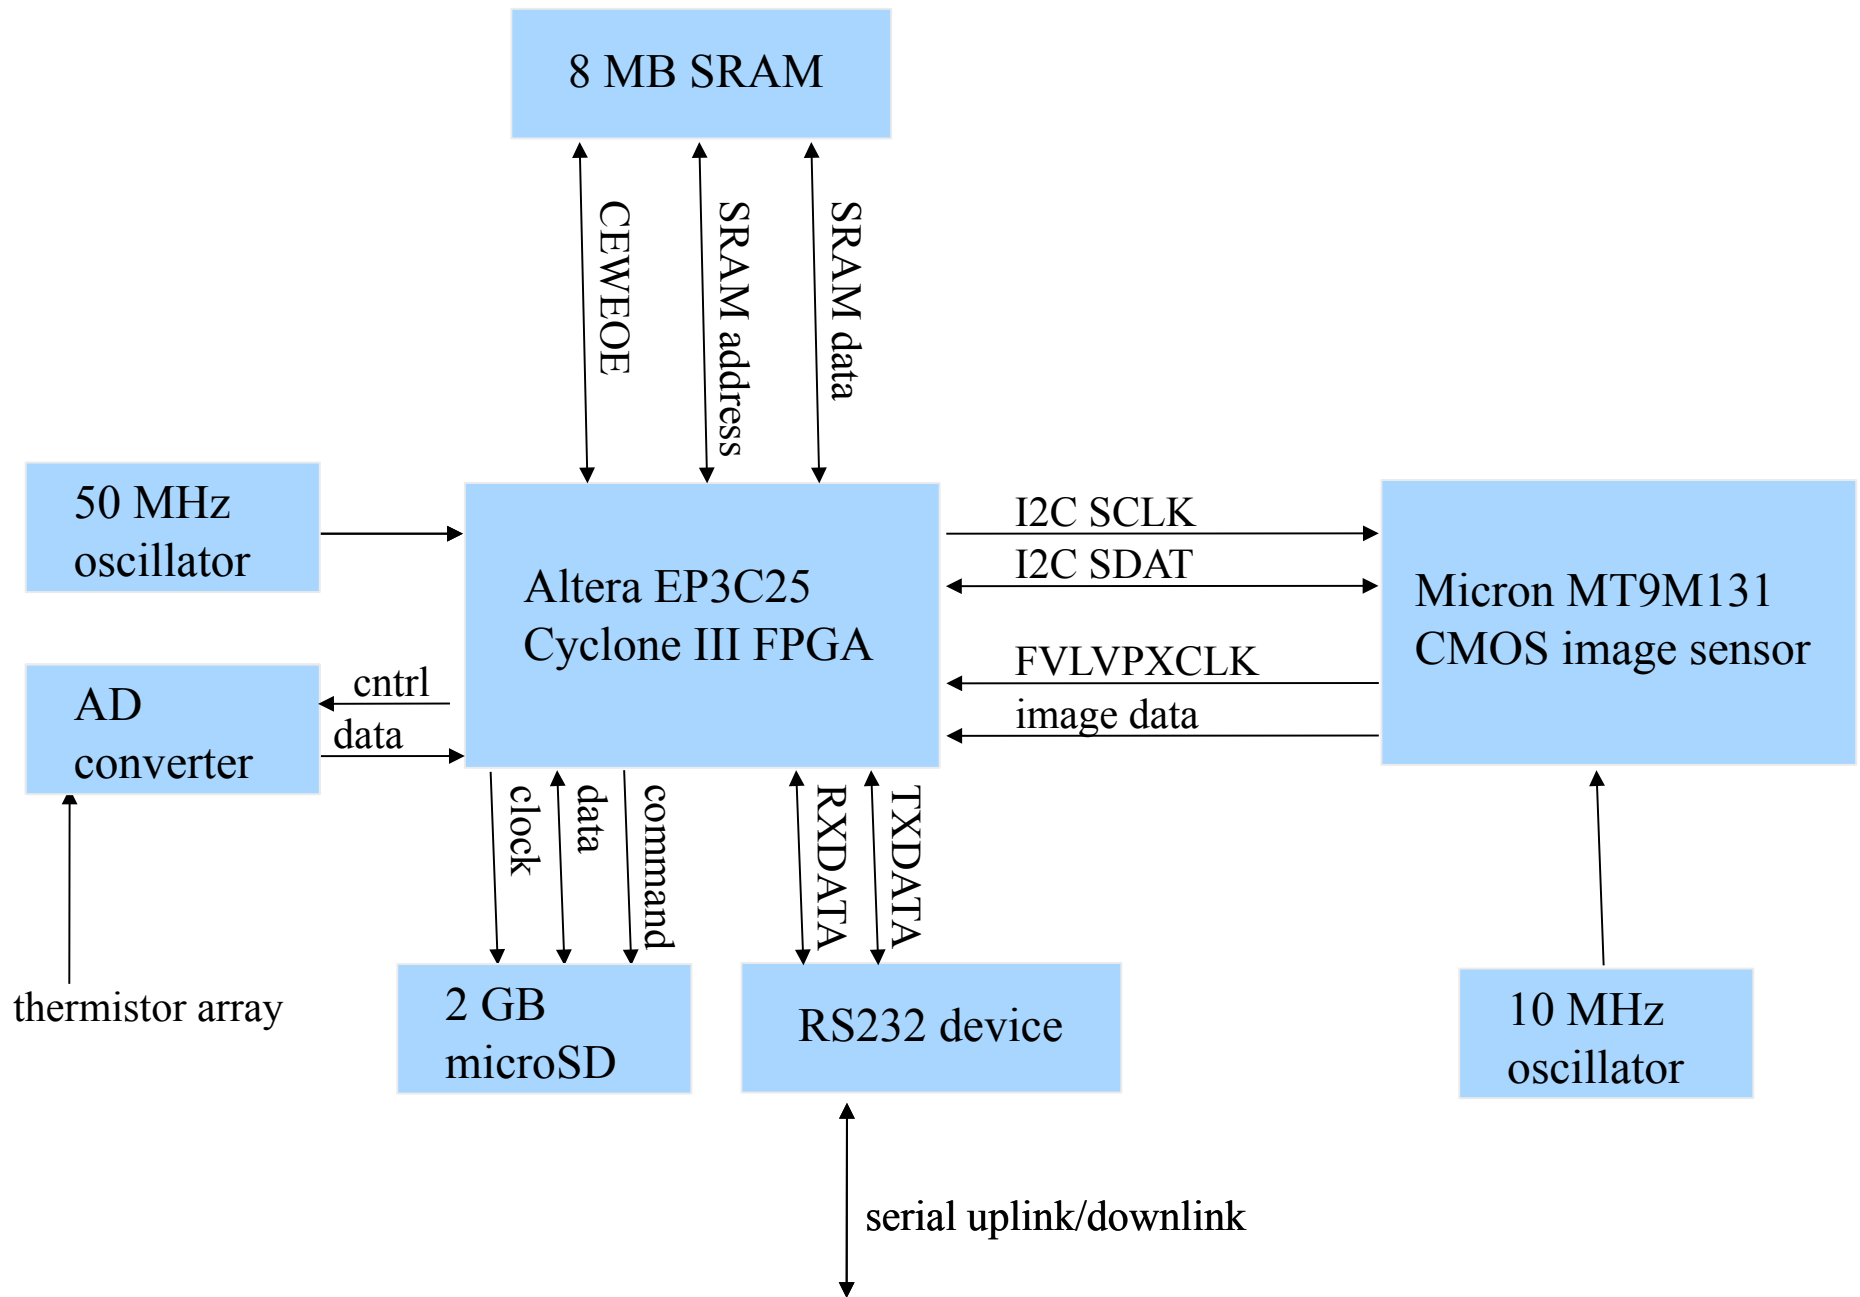 8 MB SRAM
CEWEOE
SRAM address
SRAM data
50 MHz
oscillator
Altera EP3C25
Cyclone III FPGA
I2C SCLK
I2C SDAT
FVLVPXCLK
image data
Micron MT9M131
CMOS image sensor
AD
converter
cntrl
data
clock
data
command
RXDATA
TXDATA
thermistor array
2 GB
microSD
RS232 device
10 MHz
oscillator
serial uplink/downlink